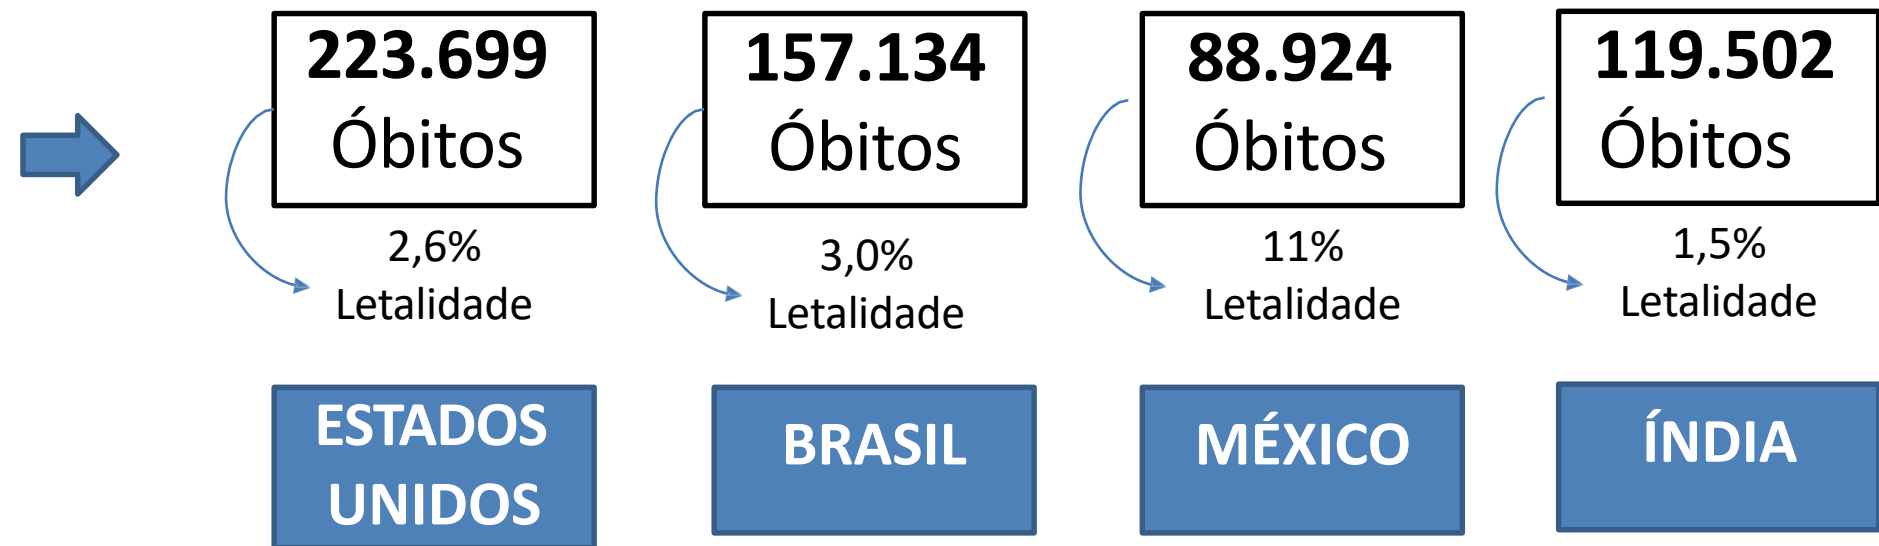 223.699
Óbitos
2,6%
Letalidade
ESTADOS
UNIDOS
157.134
Óbitos
3,0%
Letalidade
BRASIL
88.924
Óbitos
11%
Letalidade
MÉXICO
119.502
Óbitos
1,5%
Letalidade
ÍNDIA